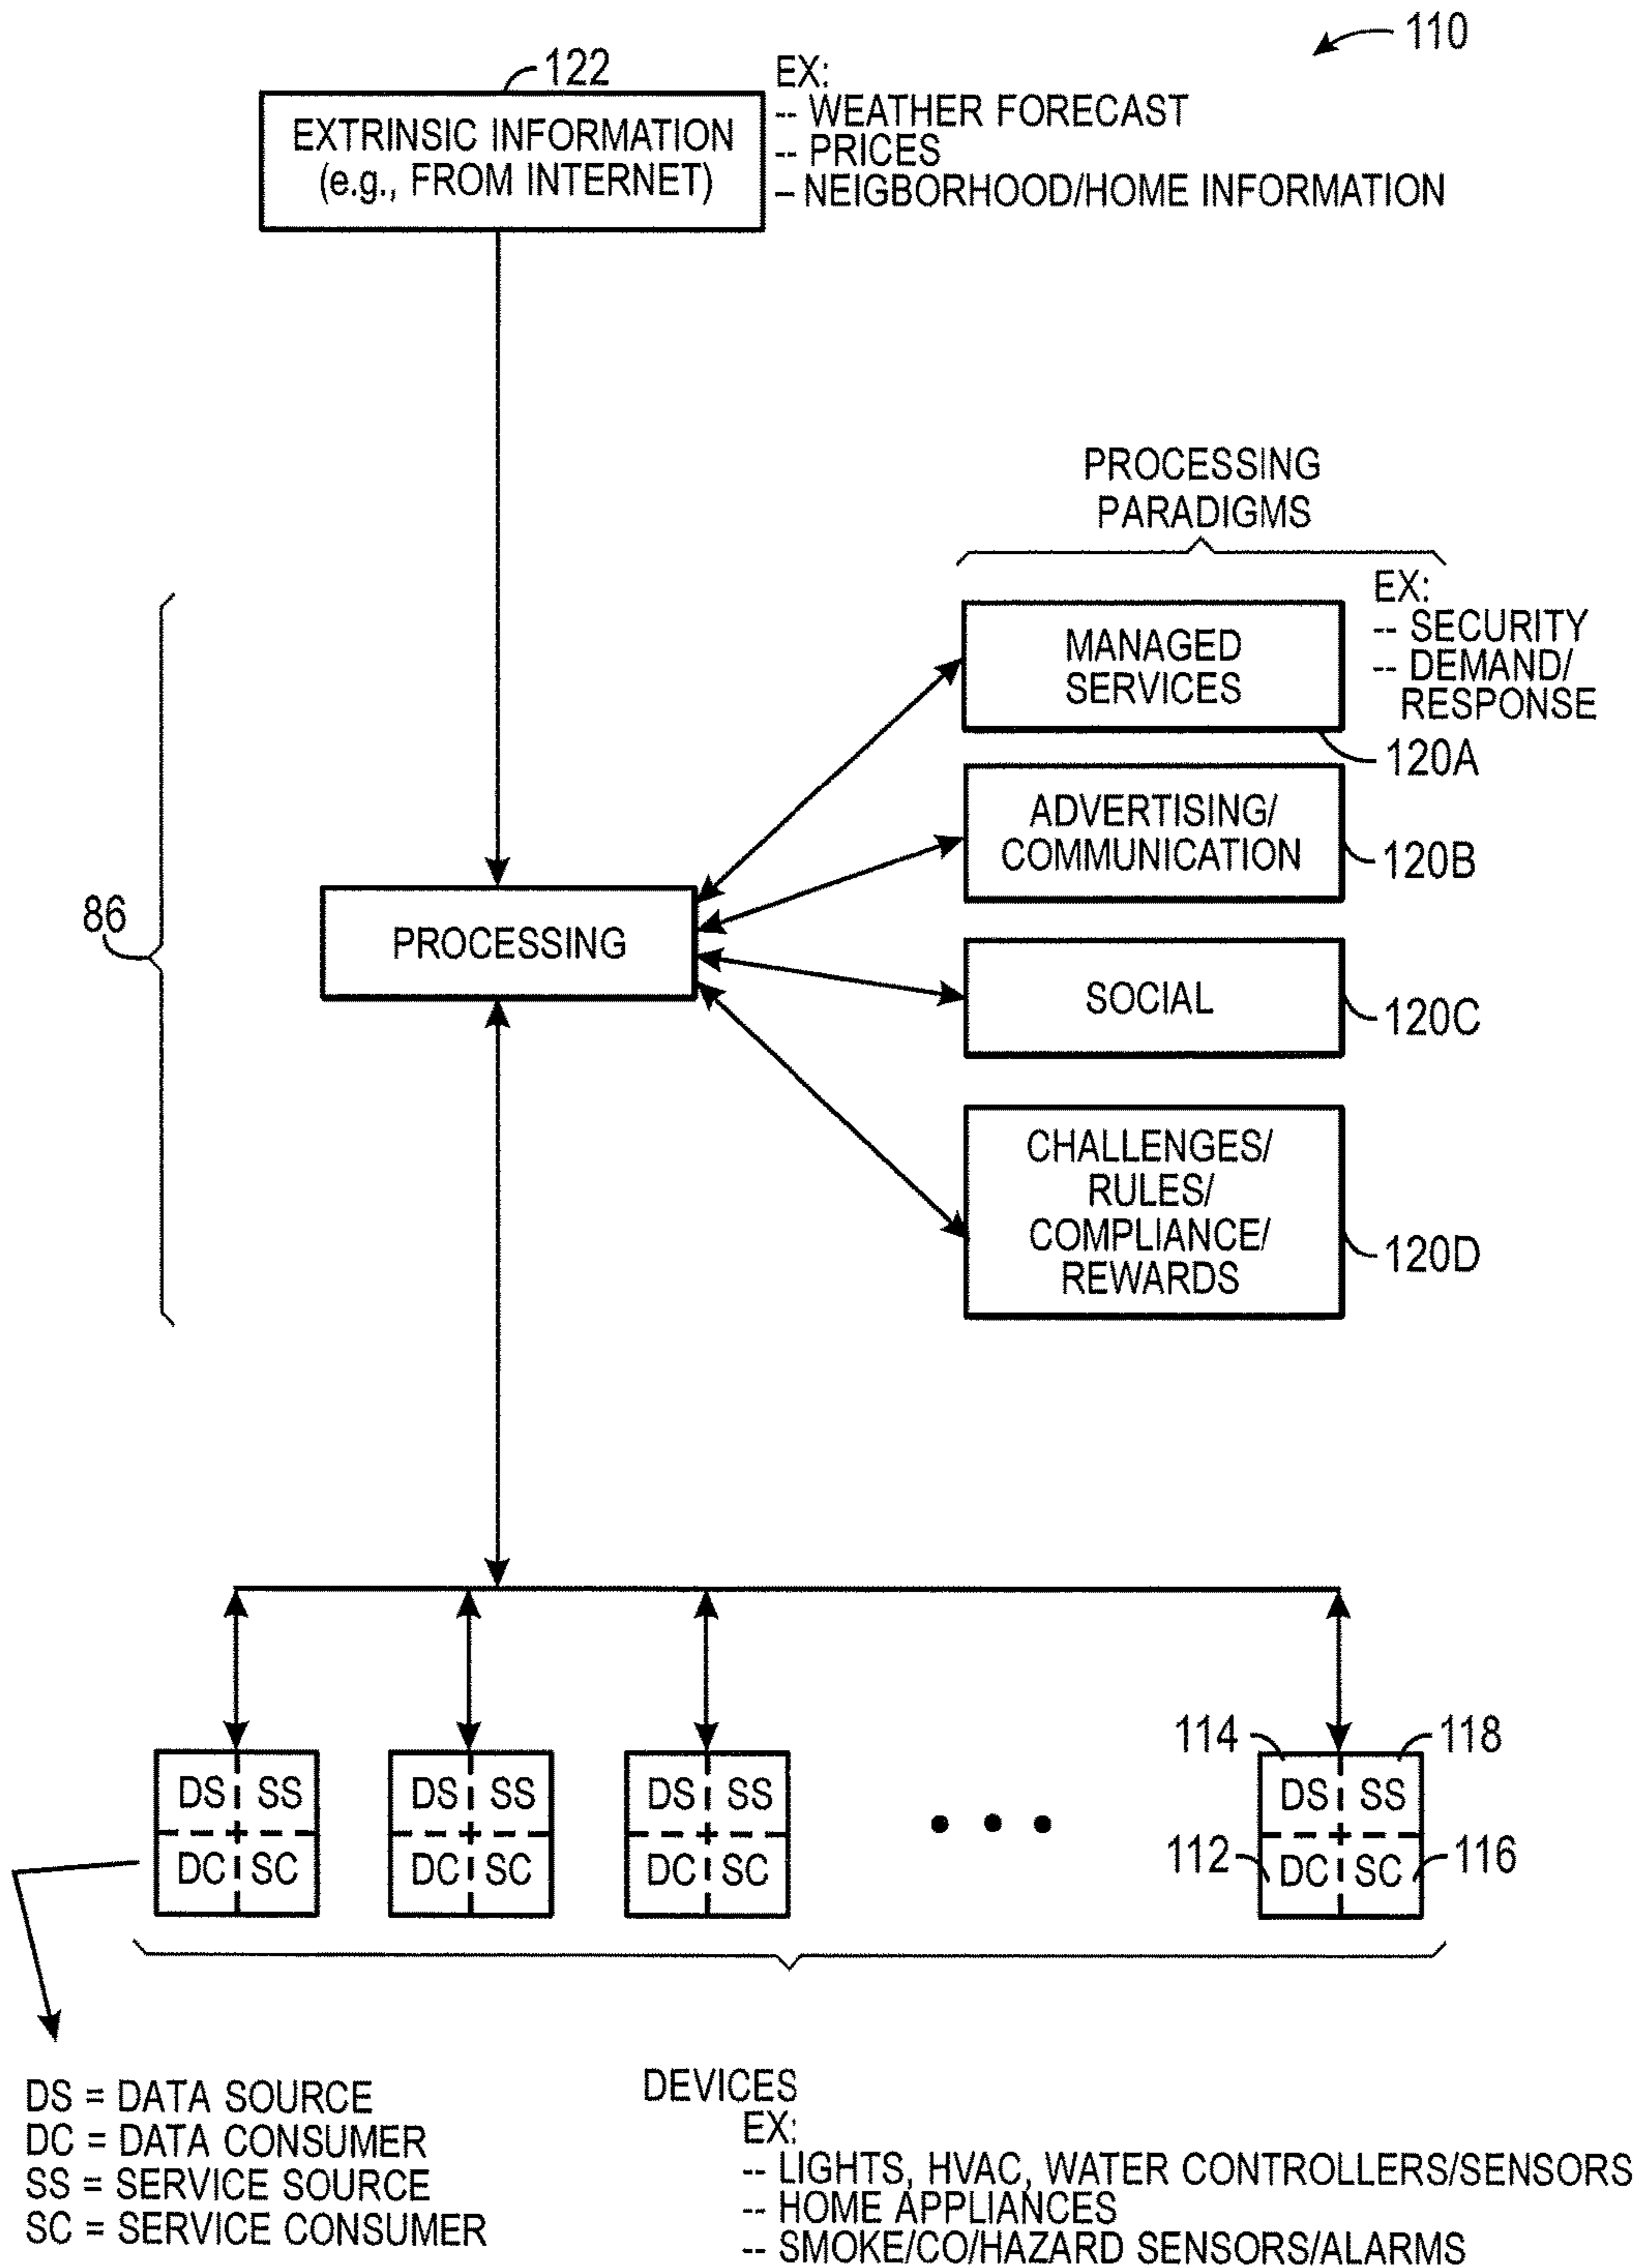 110
122
EXTRINSIC INFORMATION
(e.g., FROM INTERNET)
EX:
-- WEATHER FORECAST
-- PRICES
– NEIGBORHOOD/HOME INFORMATION
PROCESSING
PARADIGMS
MANAGED
SERVICES
EX:
-- SECURITY
-- DEMAND/
RESPONSE
120A
ADVERTISING/
COMMUNICATION
120B
86
PROCESSING
SOCIAL
120C
CHALLENGES/
RULES/
COMPLIANCE/
REWARDS
120D
114
118
DS SS
DC SC
DS SS
DC SC
DS SS
DC SC
• • •
DS SS
112
DC SC
116
DS = DATA SOURCE
DC = DATA CONSUMER
SS = SERVICE SOURCE
SC = SERVICE CONSUMER
DEVICES
EX:
-- LIGHTS, HVAC, WATER CONTROLLERS/SENSORS
-- HOME APPLIANCES
-- SMOKE/CO/HAZARD SENSORS/ALARMS